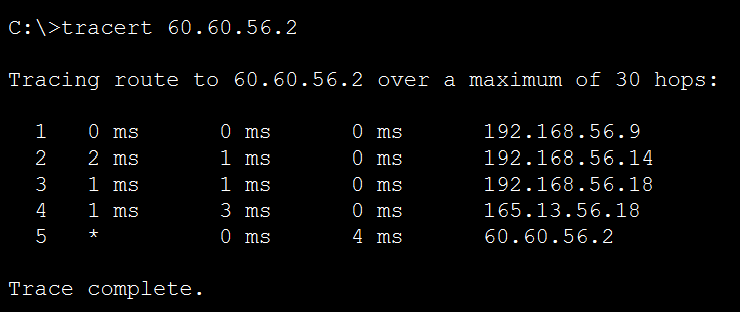 C:\>tracert 60.60.56.2
Tracing route to 60.60.56.2 over a maximum of 30 hops:
1 0 ms 0 ms 0 ms 192.168.56.9
2 2 ms 1 ms 0 ms 192.168.56.14
3 1 ms 1 ms 0 ms 192.168.56.18
4 1 ms 3 ms 0 ms 165.13.56.18
5 * 0 ms 4 ms 60.60.56.2
Trace complete.